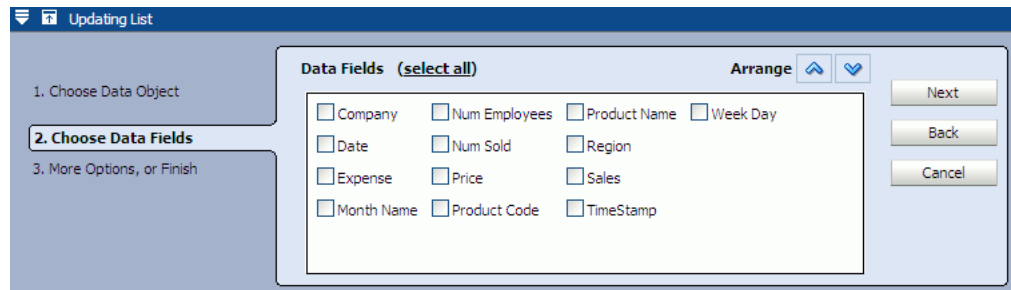 Updating List
1. Choose Data Object
2. Choose Data Fields
3. More Options, or Finish
Data Fields (select all) Arrange
Company Num Employees Product Name Week Day
Date Num Sold Region
Expense Price Sales
Month Name Product Code TimeStamp
Next
Back
Cancel